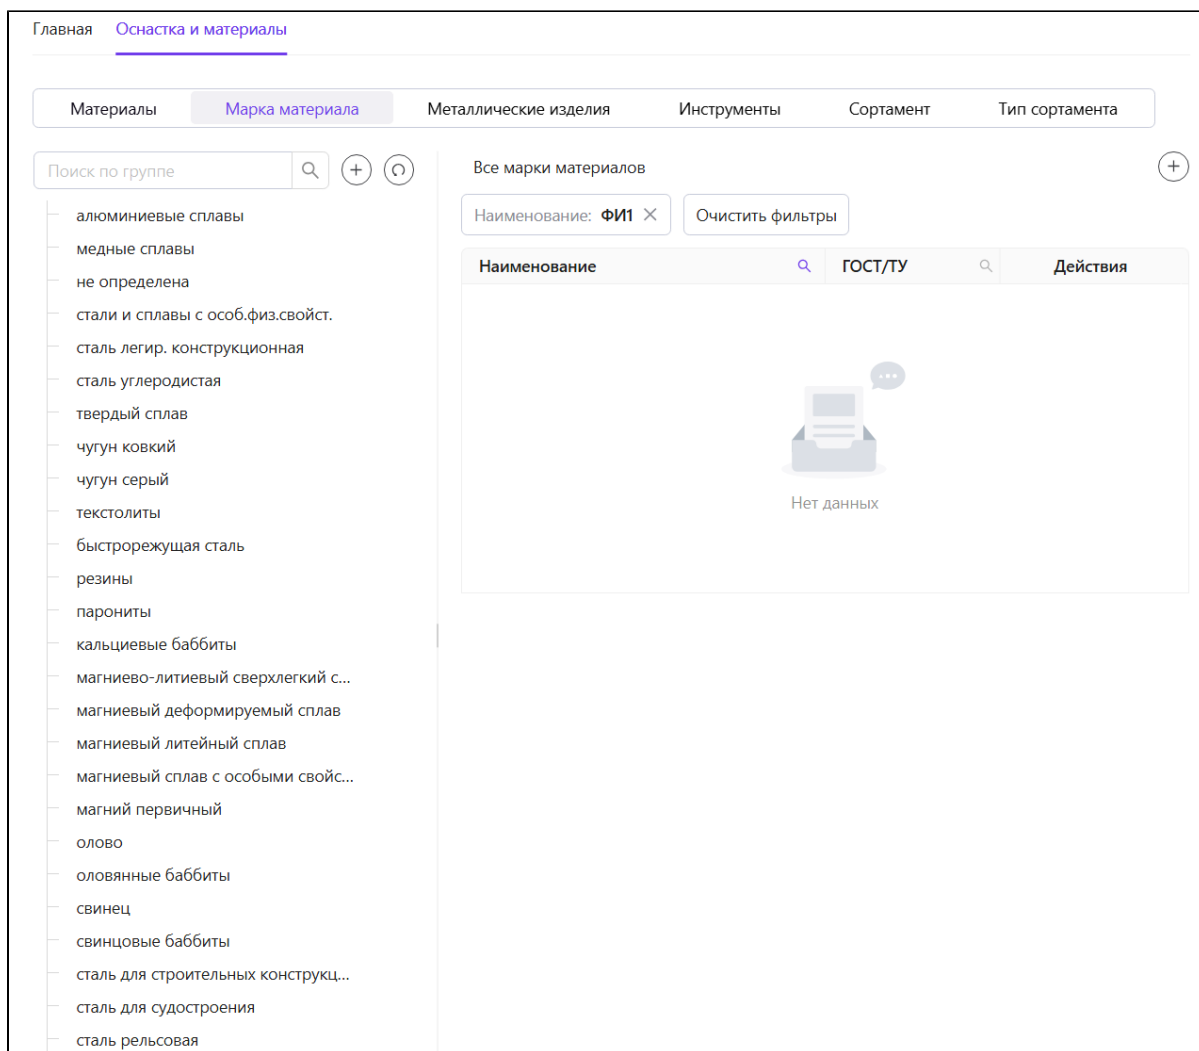 Главная Оснастка и материалы
Материалы Марка материала Металлические изделия Инструменты Сортамент Тип сортамента
Поиск по группе
алюминиевые сплавы
медные сплавы
не определена
стали и сплавы с особ.физ.свойст.
сталь легир. конструкционная
сталь углеродистая
твердый сплав
чугун ковкий
чугун серый
текстолиты
быстрорежущая сталь
резины
парониты
кальциевые баббиты
магниево-литиевый сверхлегкий с...
магниевый деформируемый сплав
магниевый литейный сплав
магниевый сплав с особыми свойс...
магний первичный
олово
оловянные баббиты
свинец
свинцовые баббиты
сталь для строительных конструкц...
сталь для судостроения
сталь рельсовая
Все марки материалов
Наименование: ФИ1 Очистить фильтры
Наименование ГОСТ/ТУ Действия
Нет данных